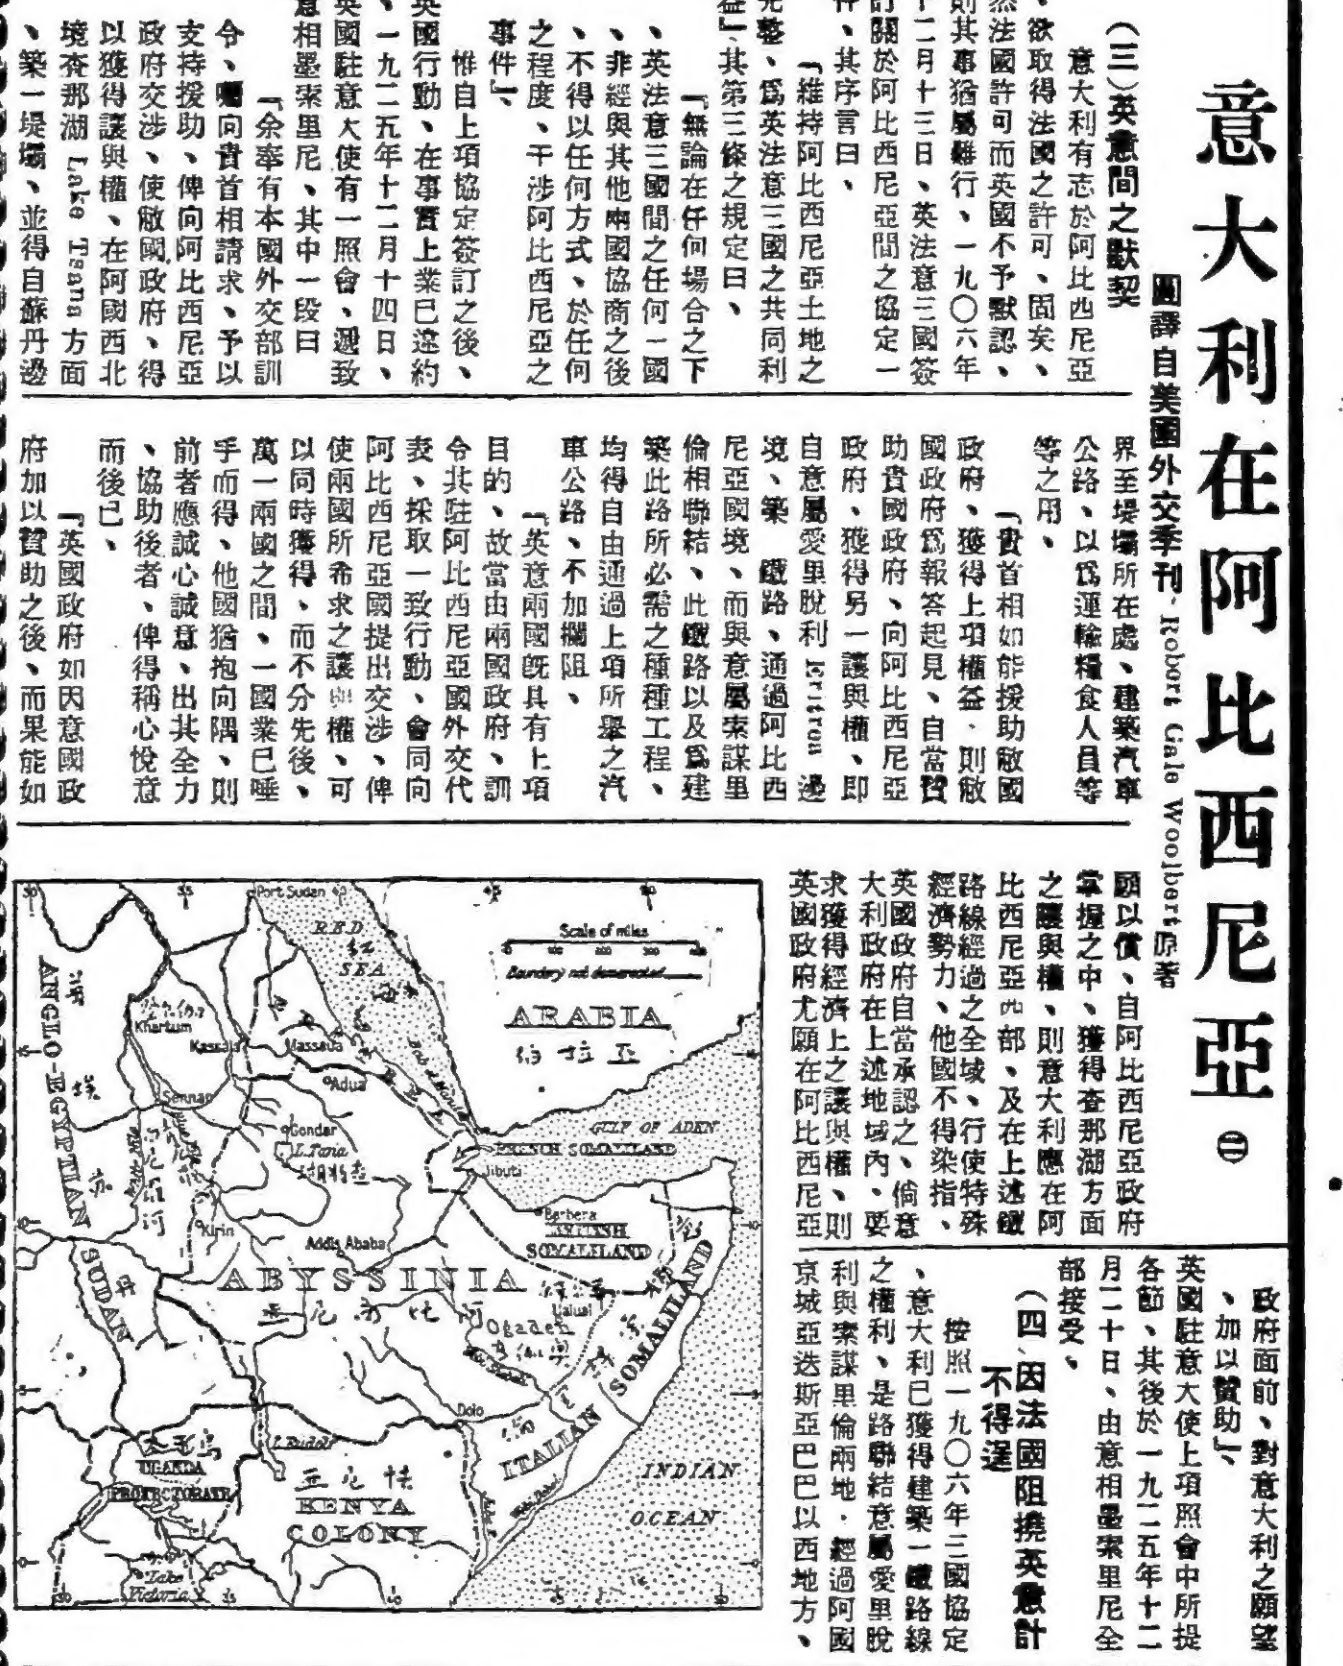 意大利在阿比西尼亞 ㊁
圃譯自美國外交季刊·Robert Gale Woolbert原著
(三)英意間之默契
意大利有志於阿比西尼亞
、欲取得法國之許可、固矣、
然法國許可而英國不予默認、
則其事猶屬難行、一九〇六年
十二月十三日、英法意三國簽
訂關於阿比西尼亞間之協定一
件、其序言曰、
「維持阿比西尼亞土地之
完整、爲英法意三國之共同利
益」、其第三條之規定曰、
『無論在任何場合之下
、英法意三國間之任何一國
、非經與其他兩國協商之後
、不得以任何方式、於任何
之程度、干涉阿比西尼亞之
事件』、
惟自上項協定簽訂之後、
英國行動、在事實上業已違約
、一九二五年十二月十四日、
英國駐意大使有一照會、遞致
意相墨索里尼、其中一段曰
『余奉有本國外交部訓
令、囑向貴首相請求、予以
支持援助、俾向阿比西尼亞
政府交涉、使敝國政府、得
以獲得讓與權、在阿國西北
境查那湖 Lake Tsana 方面
、築一堤壩、並得自蘇丹邊
界至堤壩所在處、建築汽車
公路、以爲運輸糧食人員等
等之用、
「貴首相如能援助敝國
政府、獲得上項權益·則敝
國政府爲報答起見、自當贊
助貴國政府、向阿比西尼亞
政府、獲得另一讓與權、即
自意屬愛里脫利 Eritrea 邊
境、築 鐵路、通過阿比西
尼亞國境、而與意屬索謀里
倫相聯結、此鐵路以及爲建
築此路所必需之種種工程、
均得自由通過上項所舉之汽
車公路、不加攔阻、
『英意兩國旣具有上項
目的、故當由兩國政府、訓
令其駐阿比西尼亞國外交代
表、採取一致行動、會同向
阿比西尼亞國提出交涉、俾
使兩國所希求之讓與權、可
以同時獲得、而不分先後、
萬一兩國之間、一國業已唾
手而得、他國猶抱向隅、則
前者應誠心誠意、出其全力
、協助後者、俾得稱心悅意
而後已、
『英國政府如因意國政
府加以贊助之後、而果能如
願以償、自阿比西尼亞政府
掌握之中、獲得查那湖方面
之讓與權、則意大利應在阿
比西尼亞西部、及在上述鐵
路線經過之全域、行使特殊
經濟勢力、他國不得染指、
英國政府自當承認之、倘意
大利政府在上述地域內、要
求獲得經濟上之讓與權、則
英國政府尤願在阿比西尼亞
政府面前、對意大利之願望
、加以贊助』、
英國駐意大使上項照會中所提
各節、其後於一九二五年十二
月二十日、由意相墨索里尼全
部接受、
(四、因法國阻撓英意計
不得逞
按照一九〇六年三國協定
、意大利已獲得建築一鐵路線
之權利、是路聯結意屬愛里脫
利與索謀里倫兩地·經過阿國
京城亞迭斯亞巴巴以西地方、
Port Sudan
RED
SEA
紅
海
Scale of miles
Boundary not demarcated
ARABIA
亞拉伯
Khartum
Kassala
Massaua
Adua
Sennar
Gondar
L. Tana
GULF OF ADEN
FRENCH SOMALILAND
Jibuti
Berbera
BRITISH
SOMALILAND
Kirin
Addis Ababa
ABYSSINIA
阿比西尼亞
Ualual
Ogaden
ANGLO-EGYPTIAN
SUDAN
ITALIAN SOMALILAND
Dolo
L. Rudolf
烏干達
UGANDA
PROTECTORATE
怯尼亞
KENYA
COLONY
Lake
Victoria
INDIAN
OCEAN